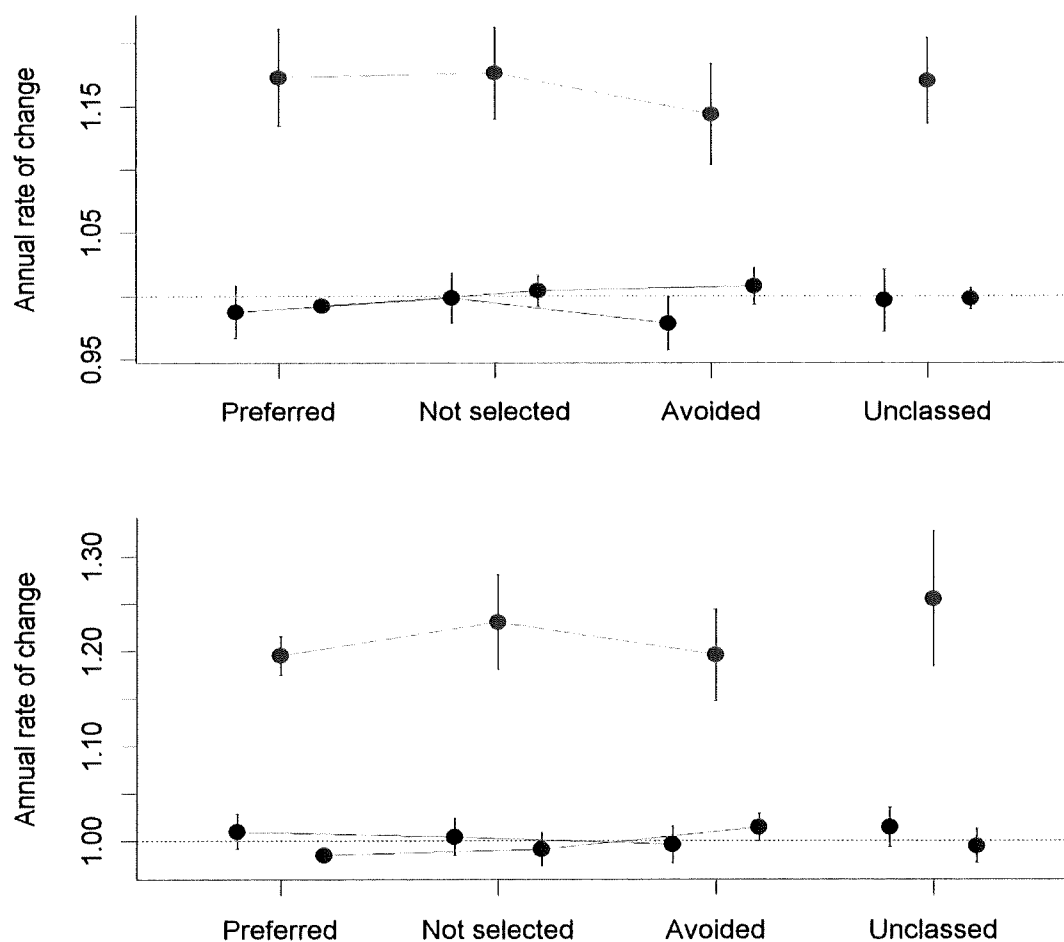 Annual rate of change
1.15
1.05
0.95
Preferred Not selected Avoided Unclassed
Annual rate of change
1.30
1.20
1.10
1.00
Preferred Not selected Avoided Unclassed